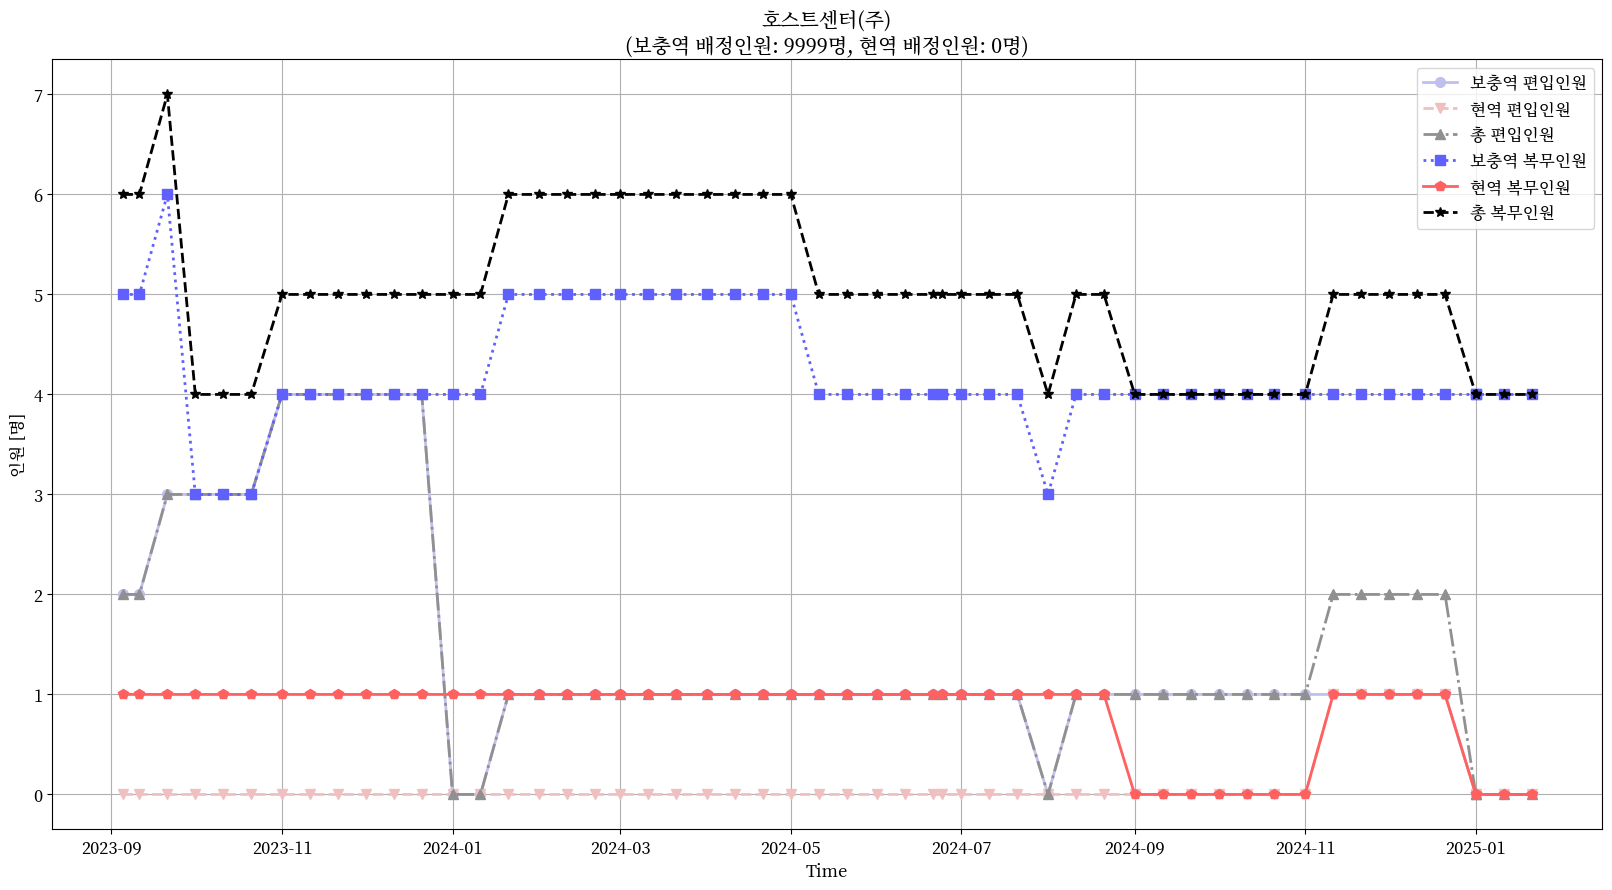 호스트센터(주)
(보충역 배정인원: 9999명, 현역 배정인원: 0명)
보충역 편입인원
현역 편입인원
총 편입인원
보충역 복무인원
현역 복무인원
총 복무인원
인원 [명]
7
6
5
4
3
2
1
0
2023-09
2023-11
2024-01
2024-03
2024-05
2024-07
2024-09
2024-11
2025-01
Time